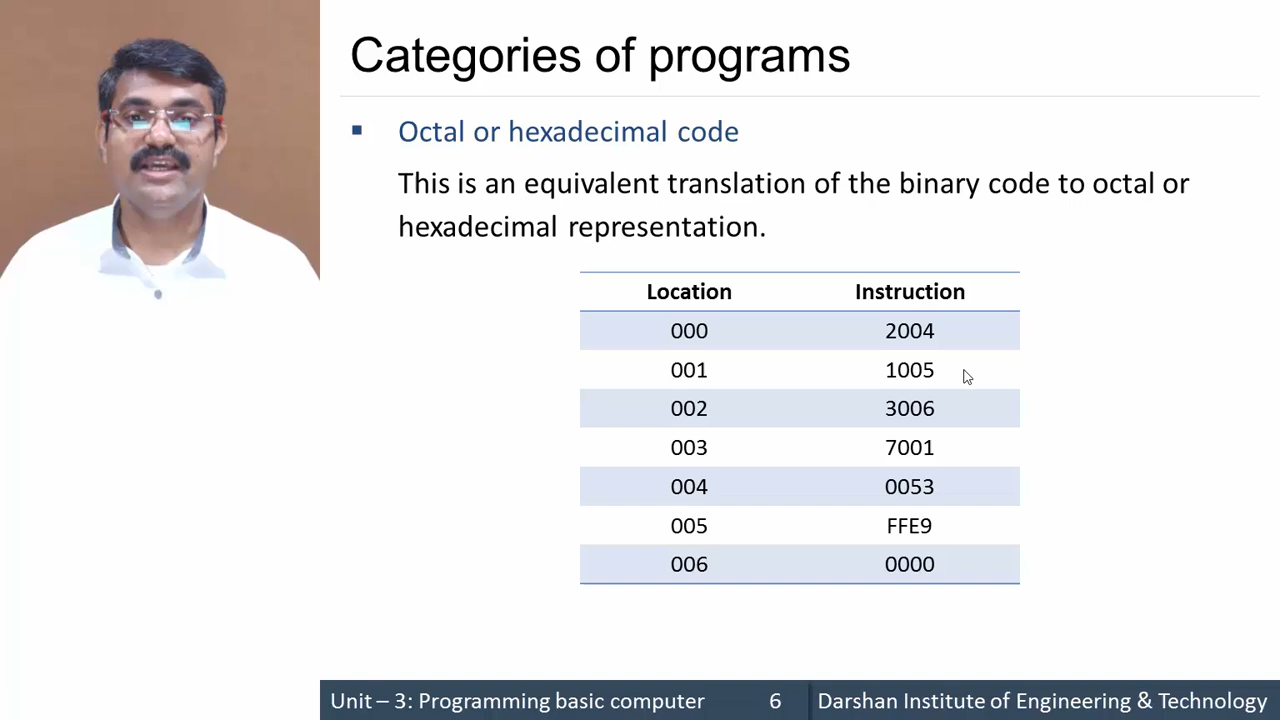 Categories of programs
▪ Octal or hexadecimal code
This is an equivalent translation of the binary code to octal or
hexadecimal representation.
Location Instruction
000 2004
001 1005
002 3006
003 7001
004 0053
005 FFE9
006 0000
Unit – 3: Programming basic computer 6 Darshan Institute of Engineering & Technology